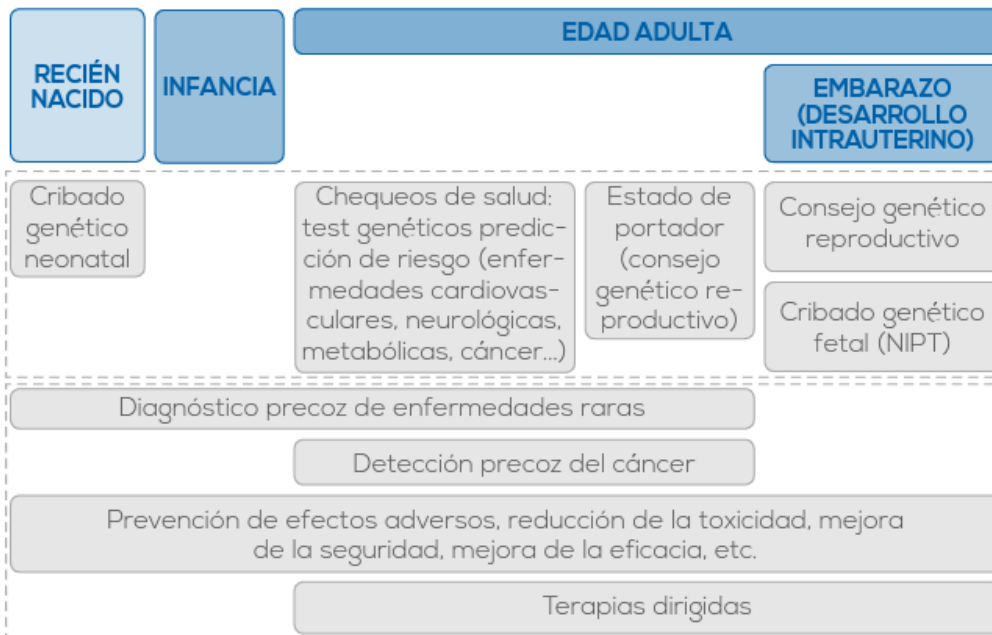 RECIÉN
NACIDO
INFANCIA
EDAD ADULTA
EMBARAZO
(DESARROLLO
INTRAUTERINO)
Cribado
genético
neonatal
Chequeos de salud:
test genéticos predic-
ción de riesgo (enfer-
medades cardiovas-
culares, neurológicas,
metabólicas, cáncer...)
Estado de
portador
(consejo
genético re-
productivo)
Consejo genético
reproductivo
Cribado genético
fetal (NIPT)
Diagnóstico precoz de enfermedades raras
Detección precoz del cáncer
Prevención de efectos adversos, reducción de la toxicidad, mejora
de la seguridad, mejora de la eficacia, etc.
Terapias dirigidas